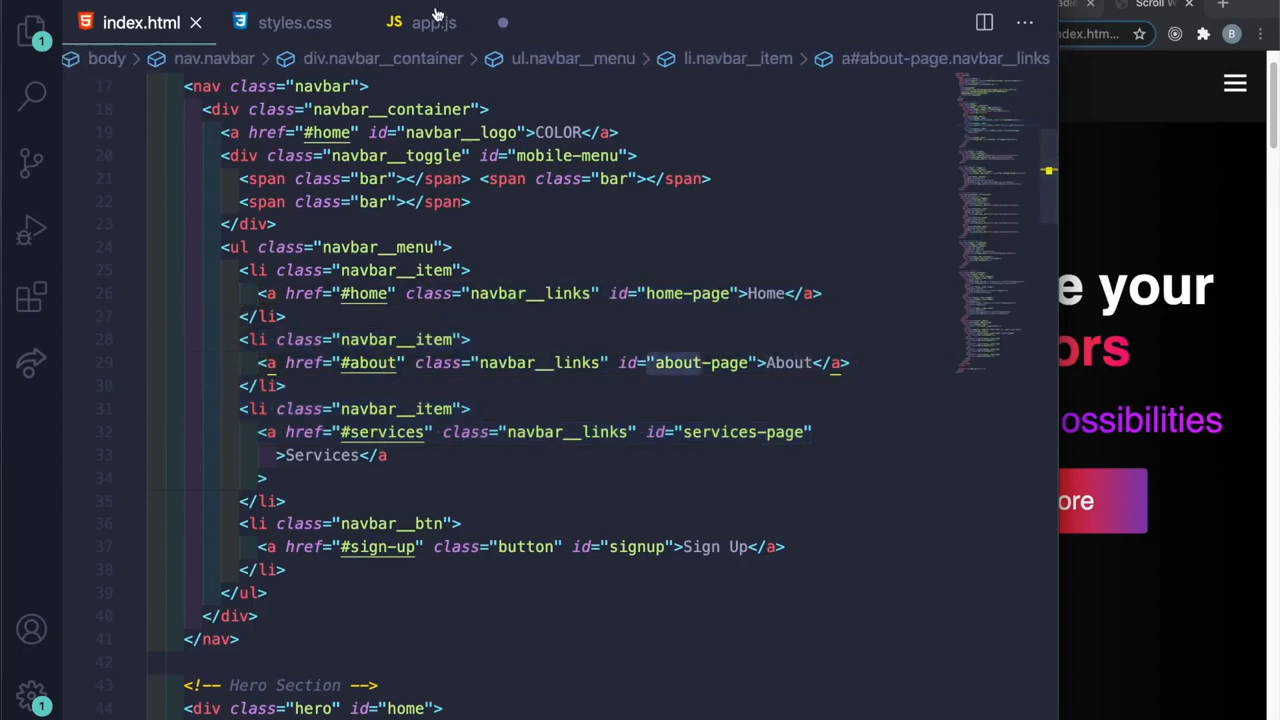 index.html
styles.css
JS app.js
Scroll W
dex.htm...
B
1
body > nav.navbar > div.navbar__container > ul.navbar__menu > li.navbar__item > a#about-page.navbar__links
17 <nav class="navbar">
18 <div class="navbar__container">
19 <a href="#home" id="navbar__logo">COLOR</a>
20 <div class="navbar__toggle" id="mobile-menu">
21 <span class="bar"></span> <span class="bar"></span>
22 <span class="bar"></span>
23 </div>
24 <ul class="navbar__menu">
25 <li class="navbar__item">
26 <a href="#home" class="navbar__links" id="home-page">Home</a>
27 </li>
28 <li class="navbar__item">
29 <a href="#about" class="navbar__links" id="about-page">About</a>
30 </li>
31 <li class="navbar__item">
32 <a href="#services" class="navbar__links" id="services-page"
33 >Services</a
34 >
35 </li>
36 <li class="navbar__btn">
37 <a href="#sign-up" class="button" id="signup">Sign Up</a>
38 </li>
39 </ul>
40 </div>
41 </nav>
42
43 <!-- Hero Section -->
44 <div class="hero" id="home">
1
e your
ors
ossibilities
ore